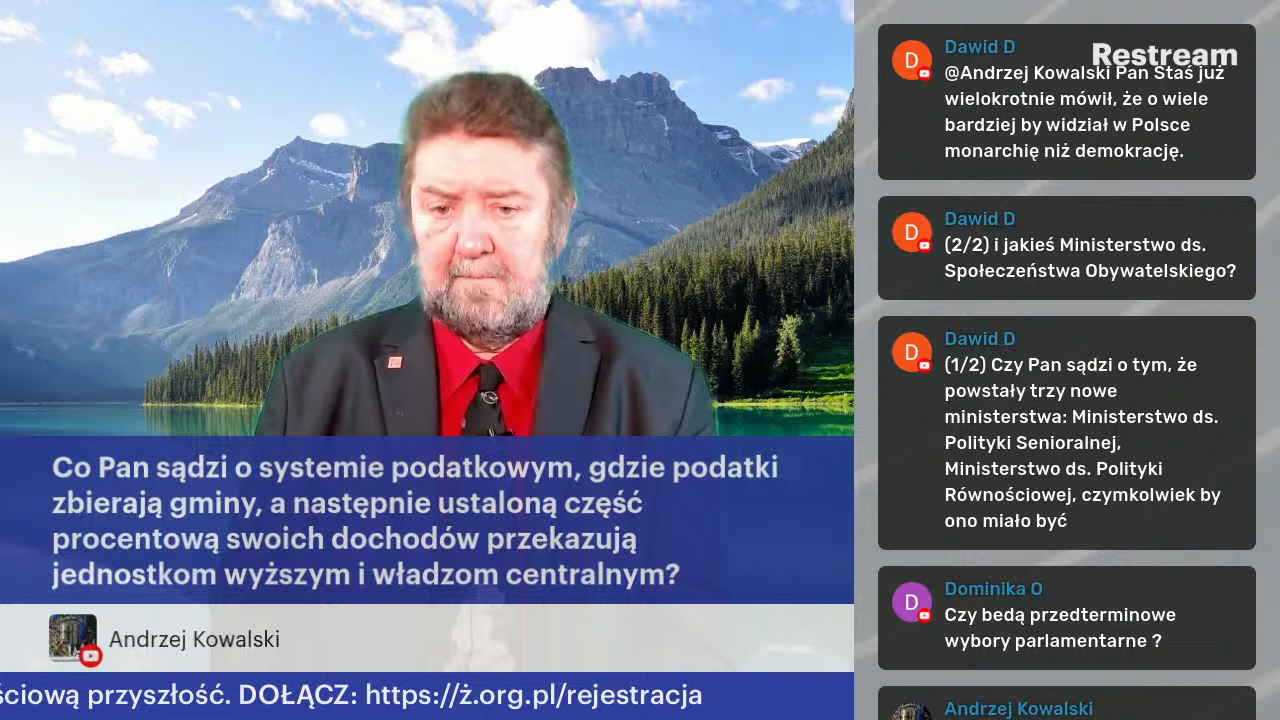 Co Pan sądzi o systemie podatkowym, gdzie podatki
zbierają gminy, a następnie ustaloną część
procentową swoich dochodów przekazują
jednostkom wyższym i władzom centralnym?
Andrzej Kowalski
ściową przyszłość. DOŁĄCZ: https://ż.org.pl/rejestracja
Restream
D
Dawid D
@Andrzej Kowalski Pan Staś już
wielokrotnie mówił, że o wiele
bardziej by widział w Polsce
monarchię niż demokrację.
D
Dawid D
(2/2) i jakieś Ministerstwo ds.
Społeczeństwa Obywatelskiego?
D
Dawid D
(1/2) Czy Pan sądzi o tym, że
powstały trzy nowe
ministerstwa: Ministerstwo ds.
Polityki Senioralnej,
Ministerstwo ds. Polityki
Równościowej, czymkolwiek by
ono miało być
D
Dominika O
Czy bedą przedterminowe
wybory parlamentarne ?
Andrzej Kowalski